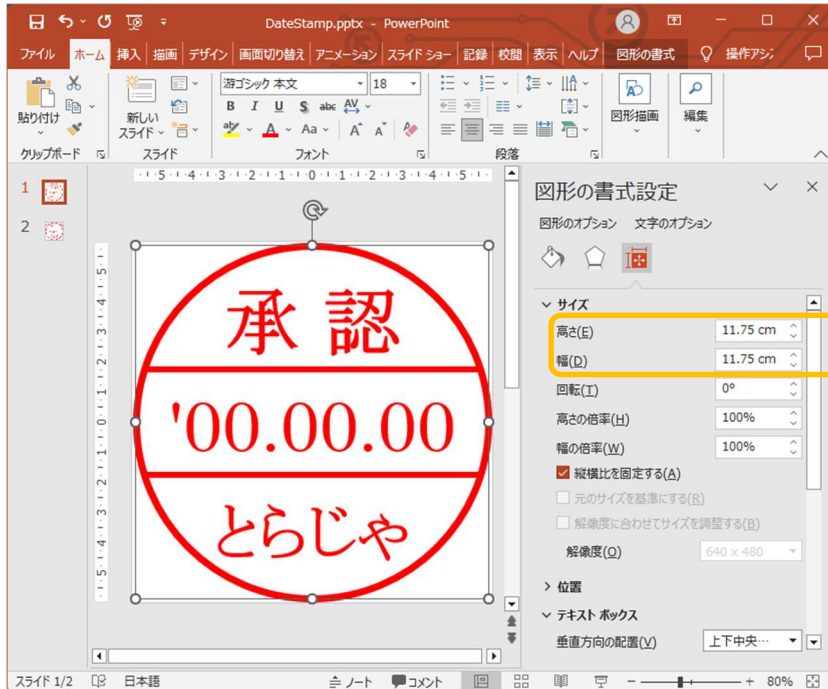 DateStamp.pptx - PowerPoint
ファイル ホーム 挿入 描画 デザイン 画面切り替え アニメーション スライド ショー 記録 校閲 表示 ヘルプ 図形の書式 操作アシ
游ゴシック 本文 18
貼り付け 新しい スライド B I U S abc AV 図形描画 編集
Aa A A
クリップボード スライド フォント 段落
1
2
図形の書式設定
図形のオプション 文字のオプション
サイズ
高さ(E) 11.75 cm
幅(D) 11.75 cm
回転(T) 0°
高さの倍率(H) 100%
幅の倍率(W) 100%
縦横比を固定する(A)
元のサイズを基準にする(R)
解像度に合わせてサイズを調整する(B)
解像度(O) 640 x 480
位置
テキスト ボックス
垂直方向の配置(V) 上下中央…
承 認
'00.00.00
とらじゃ
スライド 1/2 日本語 ノート コメント 80%